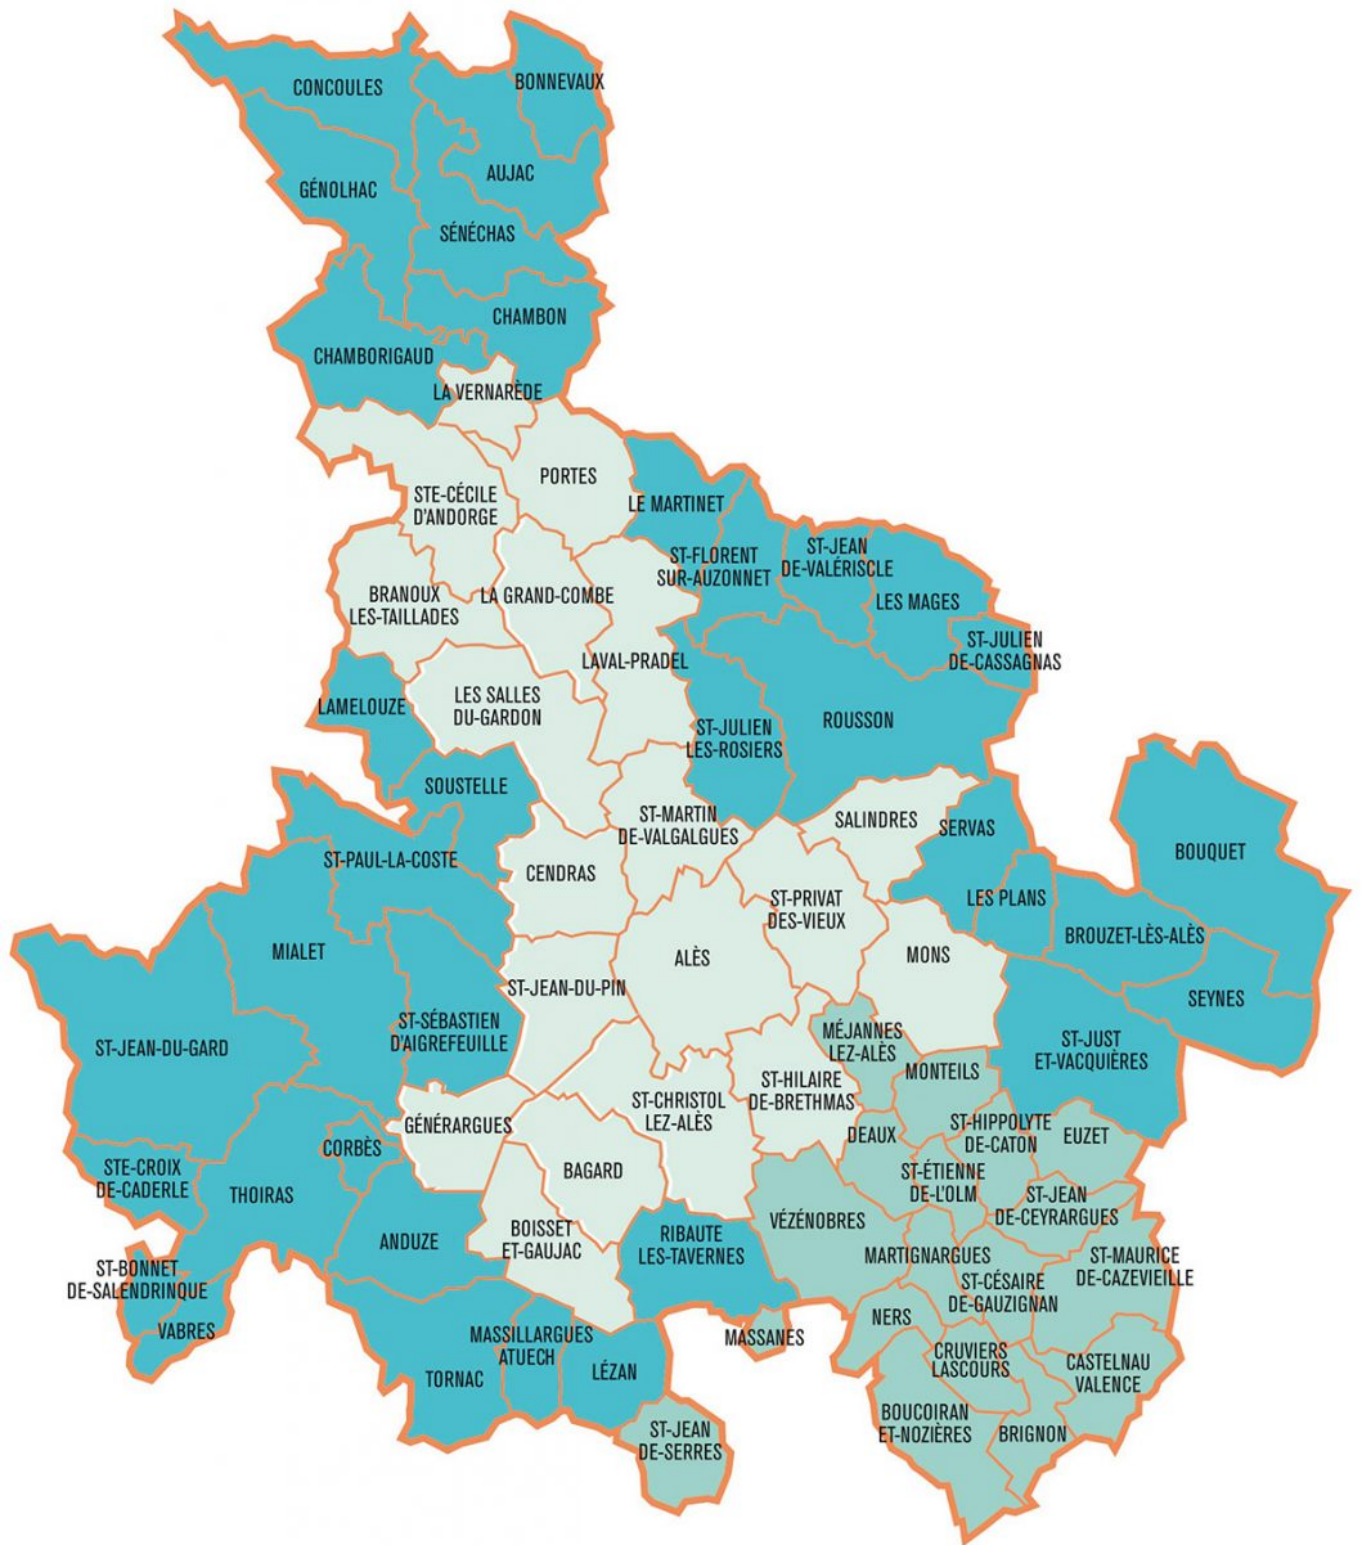 BONNEVAUX
CONCOULES
AUJAC
GÉNOLHAC
SÉNÉCHAS
CHAMBON
CHAMBORIGAUD
LA VERNARÈDE
PORTES
STE-CÉCILE
D'ANDORGE
LE MARTINET
ST-FLORENT
SUR-AUZONNET
ST-JEAN
DE-VALÉRISCLE
LES MAGES
BRANOUX
LES-TAILLADES
LA GRAND-COMBE
ST-JULIEN
DE-CASSAGNAS
LAVAL-PRADEL
LAMELOUZE
LES SALLES
DU-GARDON
ST-JULIEN
LES-ROSIERS
ROUSSON
SOUSTELLE
ST-MARTIN
DE-VALGALGUES
SALINDRES
SERVAS
BOUQUET
ST-PAUL-LA-COSTE
CENDRAS
ST-PRIVAT
DES-VIEUX
LES PLANS
BROUZET-LÈS-ALÈS
MIALET
ALÈS
MONS
ST-JEAN-DU-PIN
SEYNES
ST-JEAN-DU-GARD
ST-SÉBASTIEN
D'AIGREFEUILLE
MÉJANNES
LEZ-ALÈS
ST-JUST
ET-VACQUIÈRES
MONTEILS
ST-HILAIRE
DE-BRETHMAS
ST-CHRISTOL
LEZ-ALÈS
GÉNÉRARGUES
DEAUX
ST-HIPPOLYTE
DE-CATON
EUZET
CORBÈS
STE-CROIX
DE-CADERLE
THOIRAS
BAGARD
ST-ÉTIENNE
DE-L'OLM
ST-JEAN
DE-CEYRARGUES
VÉZÉNOBRES
ANDUZE
BOISSET
ET-GAUJAC
RIBAUTE
LES-TAVERNES
MARTIGNARGUES
ST-MAURICE
DE-CAZEVIEILLE
ST-BONNET
DE-SALENDRINQUE
ST-CÉSAIRE
DE-GAUZIGNAN
VABRES
NERS
MASSANES
MASSILLARGUES
ATUECH
CRUVIERS
LASCOURS
CASTELNAU
VALENCE
TORNAC
LÉZAN
BOUCOIRAN
ET-NOZIÈRES
BRIGNON
ST-JEAN
DE-SERRES